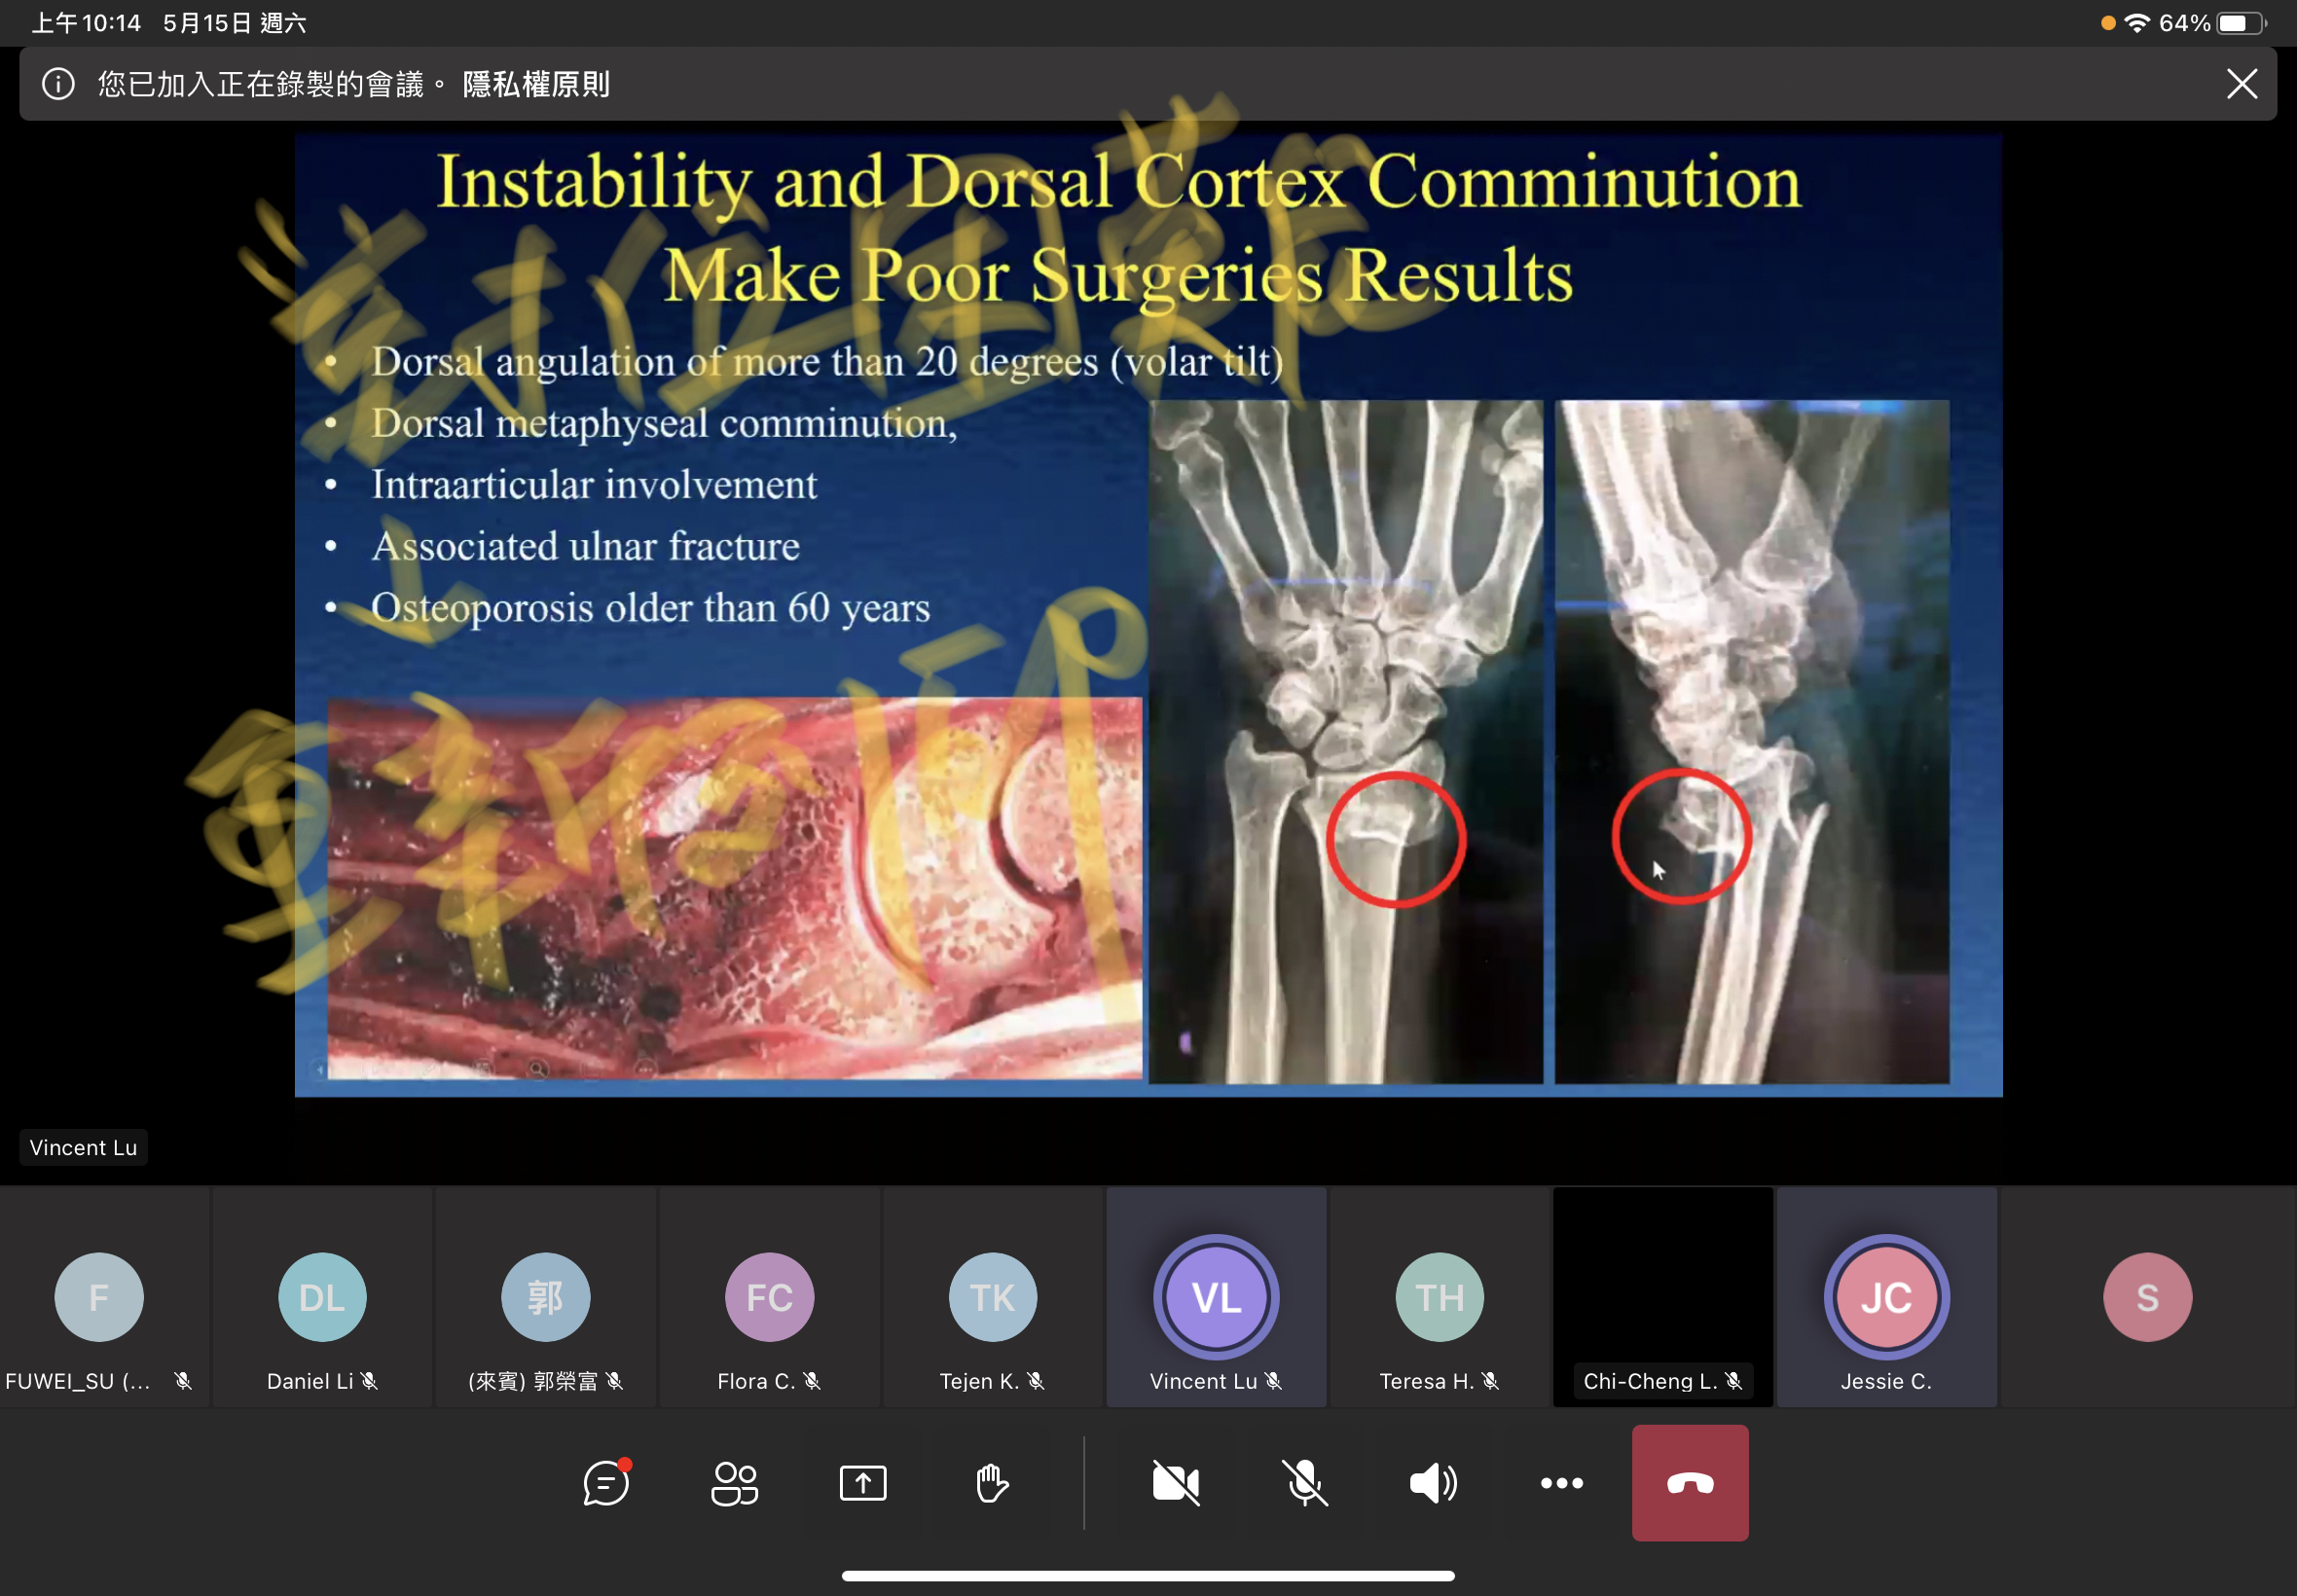 上午10:14 5月15日 週六
64%
您已加入正在錄製的會議。 隱私權原則
Instability and Dorsal Cortex Comminution
Make Poor Surgeries Results
• Dorsal angulation of more than 20 degrees (volar tilt)
• Dorsal metaphyseal comminution,
• Intraarticular involvement
• Associated ulnar fracture
• Osteoporosis older than 60 years
Vincent Lu
F DL 郭 FC TK VL TH JC S
FUWEI_SU (... Daniel Li (來賓) 郭榮富 Flora C. Tejen K. Vincent Lu Teresa H. Chi-Cheng L. Jessie C.